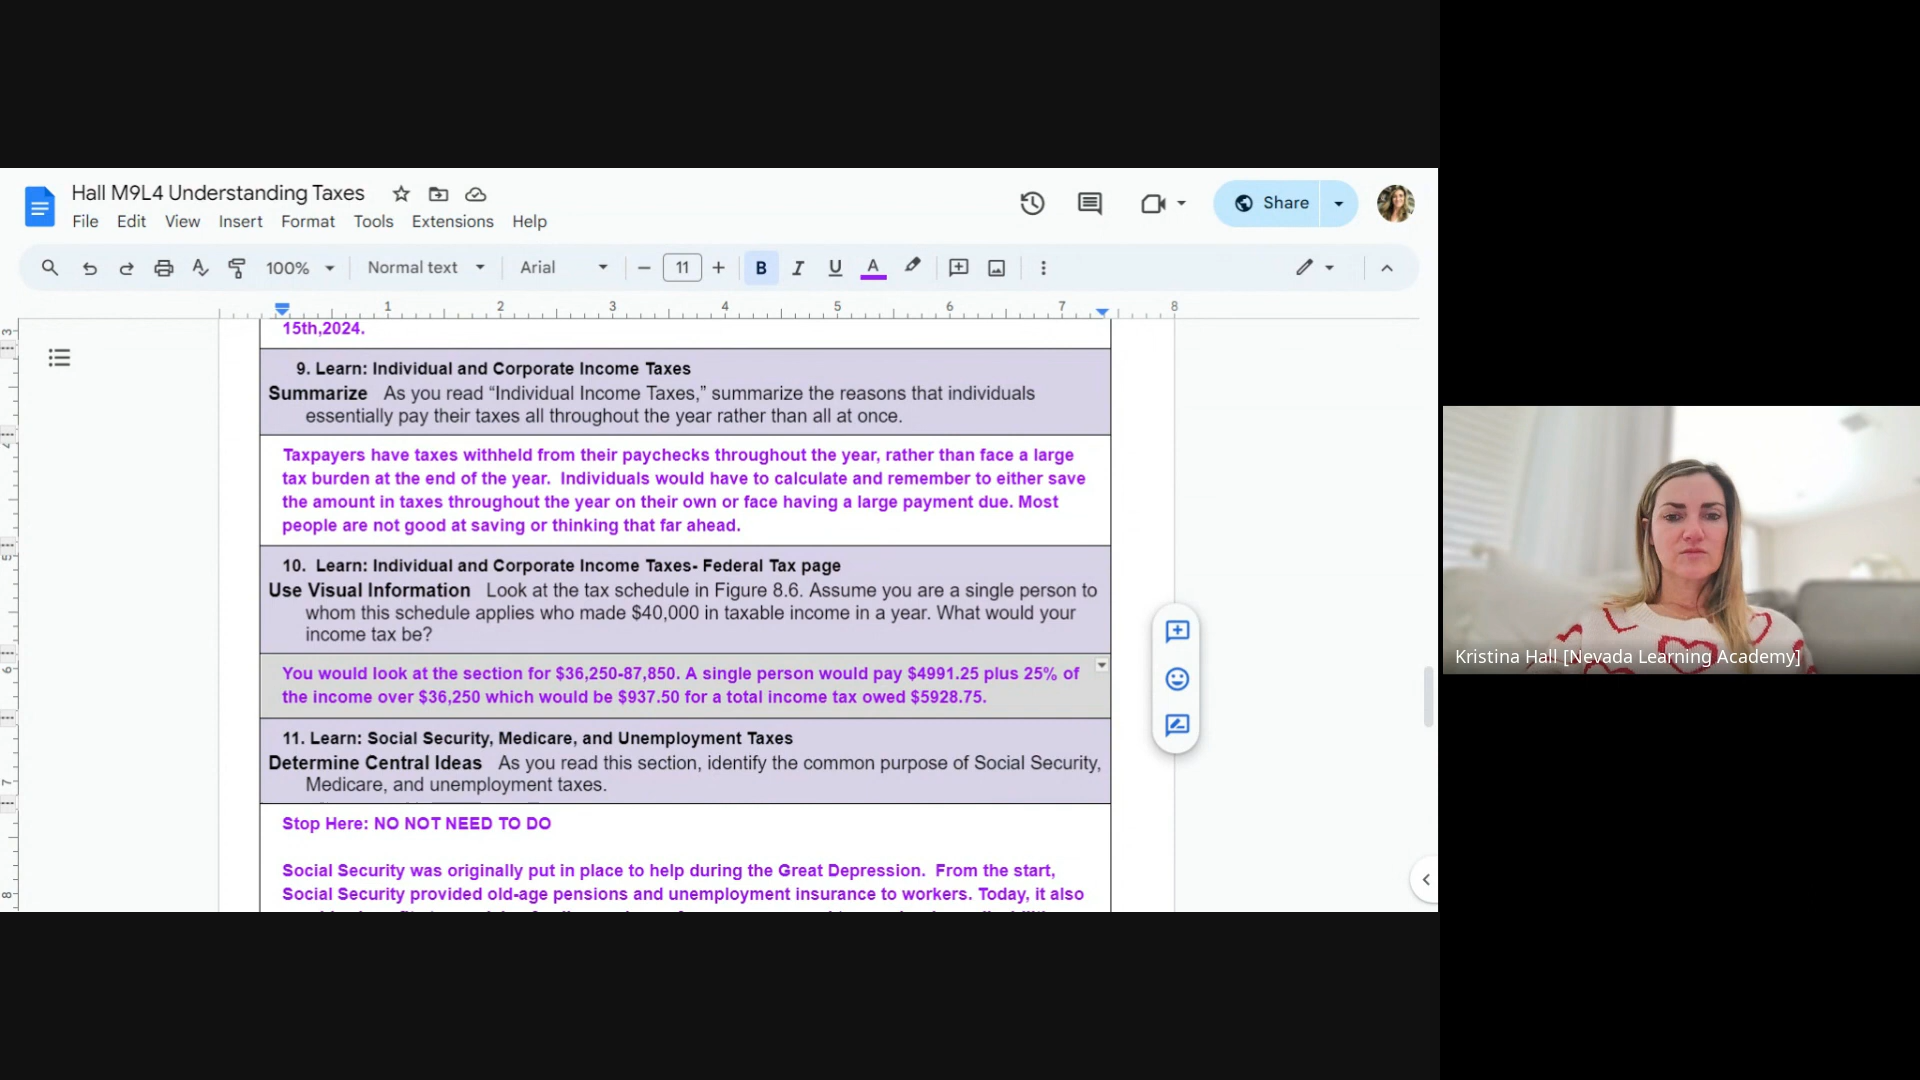 Hall M9L4 Understanding Taxes
File Edit View Insert Format Tools Extensions Help
Share
100% Normal text Arial 11 B I U A
1 2 3 4 5 6 7 8
15th,2024.
9. Learn: Individual and Corporate Income Taxes
Summarize As you read “Individual Income Taxes,” summarize the reasons that individuals
essentially pay their taxes all throughout the year rather than all at once.
Taxpayers have taxes withheld from their paychecks throughout the year, rather than face a large
tax burden at the end of the year. Individuals would have to calculate and remember to either save
the amount in taxes throughout the year on their own or face having a large payment due. Most
people are not good at saving or thinking that far ahead.
10. Learn: Individual and Corporate Income Taxes- Federal Tax page
Use Visual Information Look at the tax schedule in Figure 8.6. Assume you are a single person to
whom this schedule applies who made $40,000 in taxable income in a year. What would your
income tax be?
You would look at the section for $36,250-87,850. A single person would pay $4991.25 plus 25% of
the income over $36,250 which would be $937.50 for a total income tax owed $5928.75.
11. Learn: Social Security, Medicare, and Unemployment Taxes
Determine Central Ideas As you read this section, identify the common purpose of Social Security,
Medicare, and unemployment taxes.
Stop Here: NO NOT NEED TO DO
Social Security was originally put in place to help during the Great Depression. From the start,
Social Security provided old-age pensions and unemployment insurance to workers. Today, it also
Kristina Hall [Nevada Learning Academy]